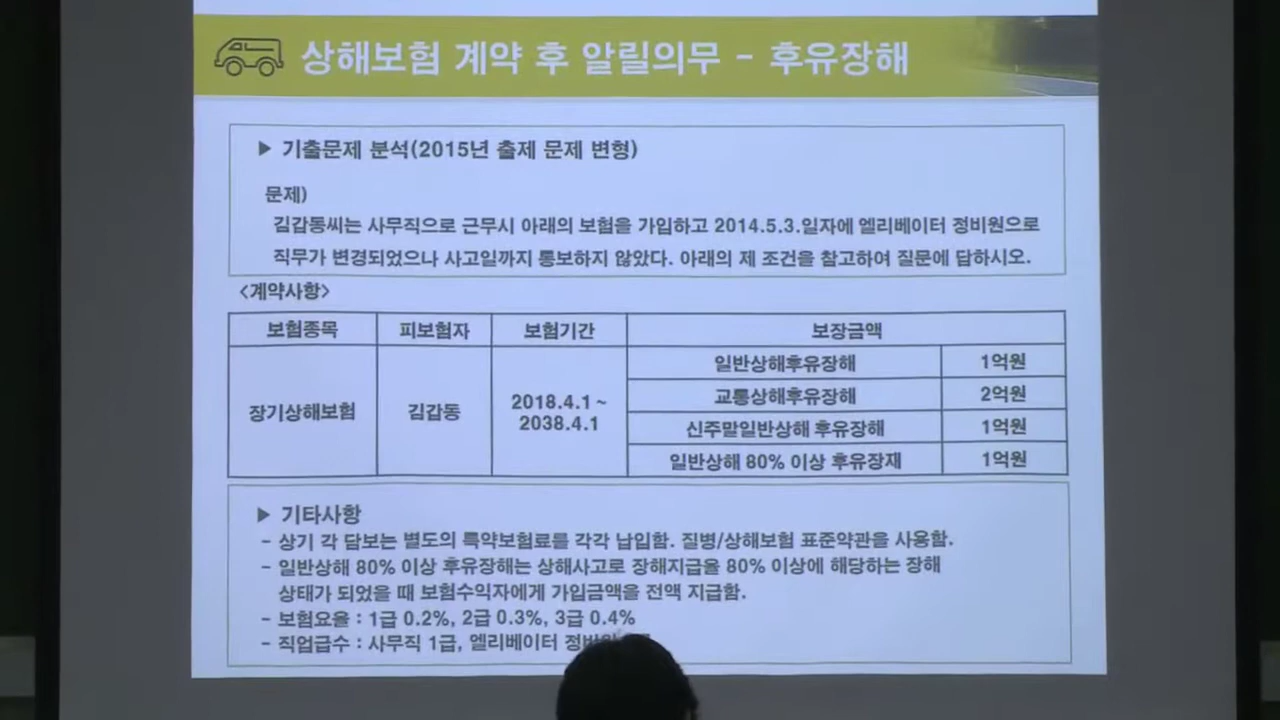 상해보험 계약 후 알릴의무 - 후유장해
▶ 기출문제 분석(2015년 출제 문제 변형)
문제)
김갑동씨는 사무직으로 근무시 아래의 보험을 가입하고 2014.5.3.일자에 엘리베이터 정비원으로
직무가 변경되었으나 사고일까지 통보하지 않았다. 아래의 제 조건을 참고하여 질문에 답하시오.
<계약사항>
보험종목 피보험자 보험기간 보장금액
일반상해후유장해 1억원
교통상해후유장해 2억원
장기상해보험 김갑동 2018.4.1 ~
2038.4.1
신주말일반상해 후유장해 1억원
일반상해 80% 이상 후유장재 1억원
▶ 기타사항
- 상기 각 담보는 별도의 특약보험료를 각각 납입함. 질병/상해보험 표준약관을 사용함.
- 일반상해 80% 이상 후유장해는 상해사고로 장해지급율 80% 이상에 해당하는 장해
상태가 되었을 때 보험수익자에게 가입금액을 전액 지급함.
- 보험요율 : 1급 0.2%, 2급 0.3%, 3급 0.4%
- 직업급수 : 사무직 1급, 엘리베이터